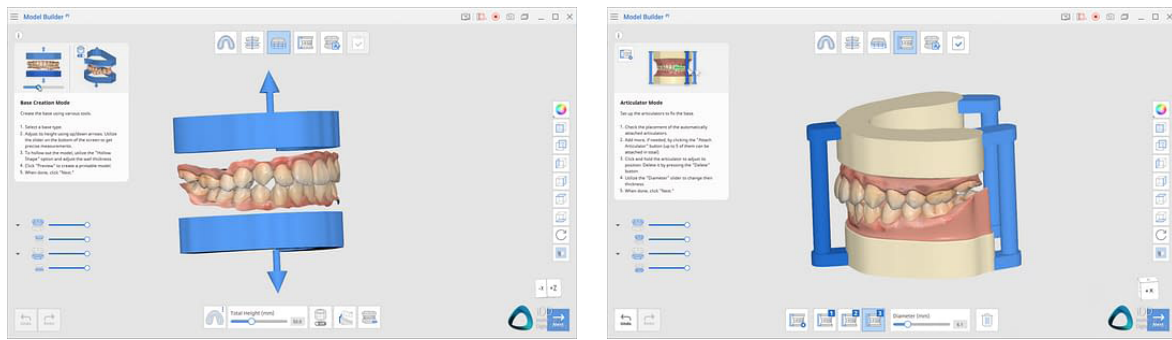 Model Builder
Base Creation Mode
Create the base using various tools.
1. Select a base type.
2. Adjust its height using up/down arrows. Utilize
the slider on the bottom of the screen to get
precise measurements.
3. To hollow out the model, utilize the "Hollow
Shape" option and adjust the wall thickness.
4. Click "Preview" to create a printable model.
5. When done, click "Next."
Total Height (mm)
Next
Model Builder
Articulator Mode
Set up the articulators to fix the base.
1. Check the placement of the automatically
attached articulators.
2. Add more, if needed, by clicking the "Attach
Articulator" button (up to 5 of them can be
attached in total).
3. Click and hold the articulator to adjust its
position. Delete it by pressing the "Delete"
button.
4. Utilize the "Diameter" slider to change their
thickness.
5. When done, click "Next."
1
2
3
Diameter (mm)
Next